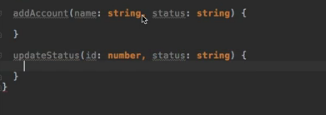 addAccount(name: string, status: string) {
}
updateStatus(id: number, status: string) {
}
}